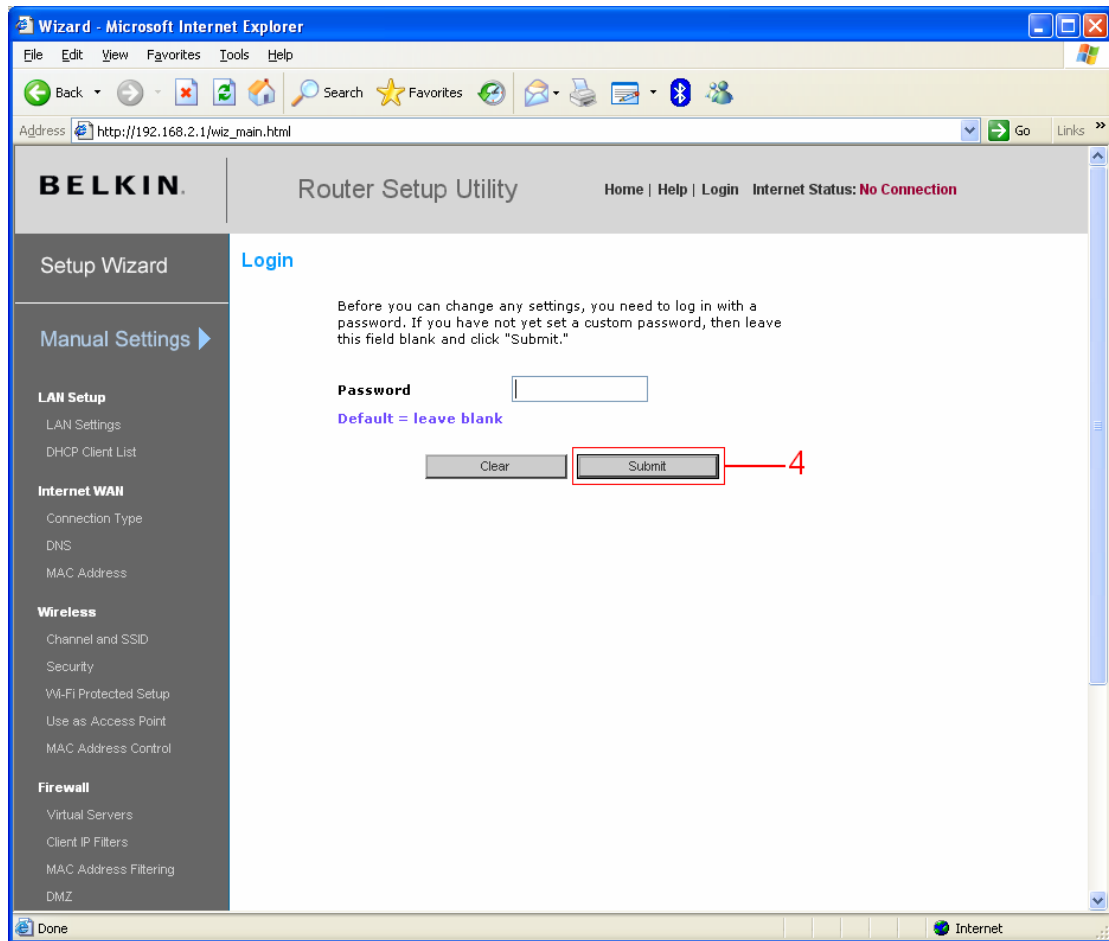 Wizard - Microsoft Internet Explorer
File Edit View Favorites Tools Help
Back Search Favorites
Address http://192.168.2.1/wiz_main.html Go Links »
BELKIN. Router Setup Utility Home | Help | Login Internet Status: No Connection
Setup Wizard
Manual Settings
LAN Setup
LAN Settings
DHCP Client List
Internet WAN
Connection Type
DNS
MAC Address
Wireless
Channel and SSID
Security
Wi-Fi Protected Setup
Use as Access Point
MAC Address Control
Firewall
Virtual Servers
Client IP Filters
MAC Address Filtering
DMZ
Login
Before you can change any settings, you need to log in with a
password. If you have not yet set a custom password, then leave
this field blank and click "Submit."
Password
Default = leave blank
Clear Submit 4
Done Internet